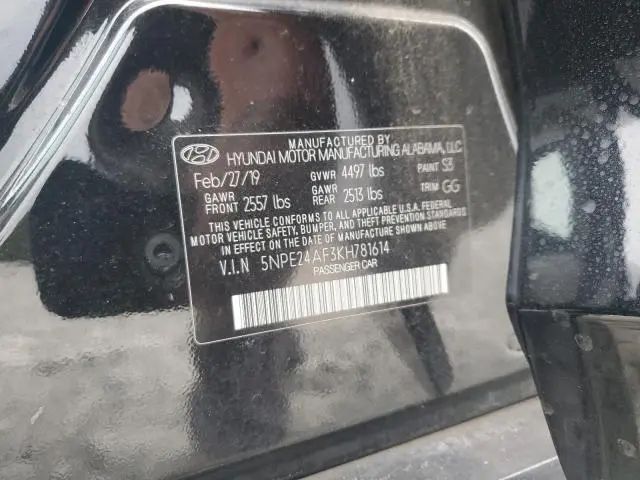 MANUFACTURED BY
HYUNDAI MOTOR MANUFACTURING ALABAMA, LLC
Feb/27/19 GVWR 4497 lbs PAINT S3
GAWR FRONT 2557 lbs GAWR REAR 2513 lbs TRIM GG
THIS VEHICLE CONFORMS TO ALL APPLICABLE U.S.A. FEDERAL
MOTOR VEHICLE SAFETY, BUMPER, AND THEFT PREVENTION STANDARDS
IN EFFECT ON THE DATE OF MANUFACTURE SHOWN ABOVE.
V.I.N 5NPE24AF3KH781614
PASSENGER CAR